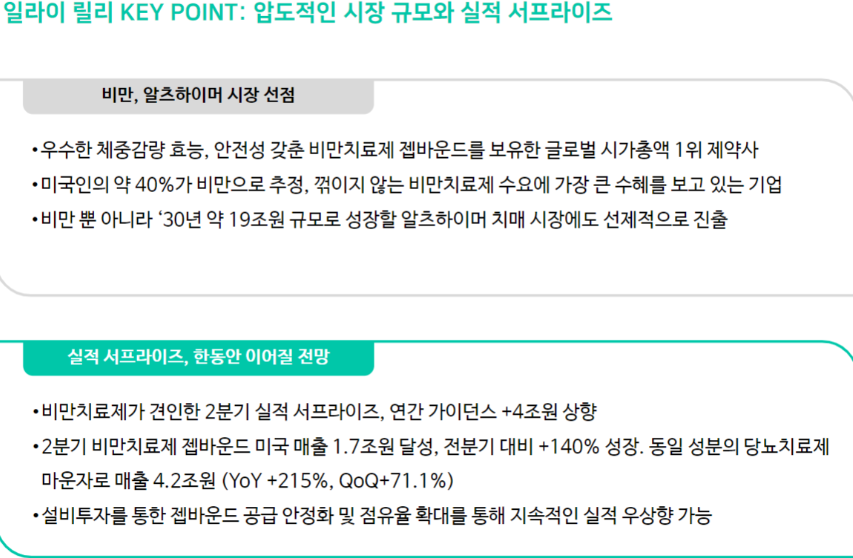 일라이 릴리 KEY POINT: 압도적인 시장 규모와 실적 서프라이즈
비만, 알츠하이머 시장 선점
•우수한 체중감량 효능, 안전성 갖춘 비만치료제 젭바운드를 보유한 글로벌 시가총액 1위 제약사
•미국인의 약 40%가 비만으로 추정, 꺾이지 않는 비만치료제 수요에 가장 큰 수혜를 보고 있는 기업
•비만 뿐 아니라 ‘30년 약 19조원 규모로 성장할 알츠하이머 치매 시장에도 선제적으로 진출
실적 서프라이즈, 한동안 이어질 전망
•비만치료제가 견인한 2분기 실적 서프라이즈, 연간 가이던스 +4조원 상향
•2분기 비만치료제 젭바운드 미국 매출 1.7조원 달성, 전분기 대비 +140% 성장. 동일 성분의 당뇨치료제
마운자로 매출 4.2조원 (YoY +215%, QoQ+71.1%)
•설비투자를 통한 젭바운드 공급 안정화 및 점유율 확대를 통해 지속적인 실적 우상향 가능